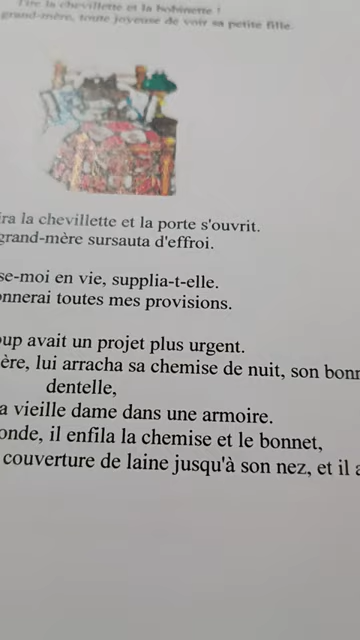 Tire la chevillette et la bobinette !
grand-mère, toute joyeuse de voir sa petite fille.
ira la chevillette et la porte s'ouvrit.
grand-mère sursauta d'effroi.
se-moi en vie, supplia-t-elle.
onnerai toutes mes provisions.
oup avait un projet plus urgent.
ère, lui arracha sa chemise de nuit, son bonn
dentelle,
a vieille dame dans une armoire.
onde, il enfila la chemise et le bonnet,
couverture de laine jusqu'à son nez, et il a